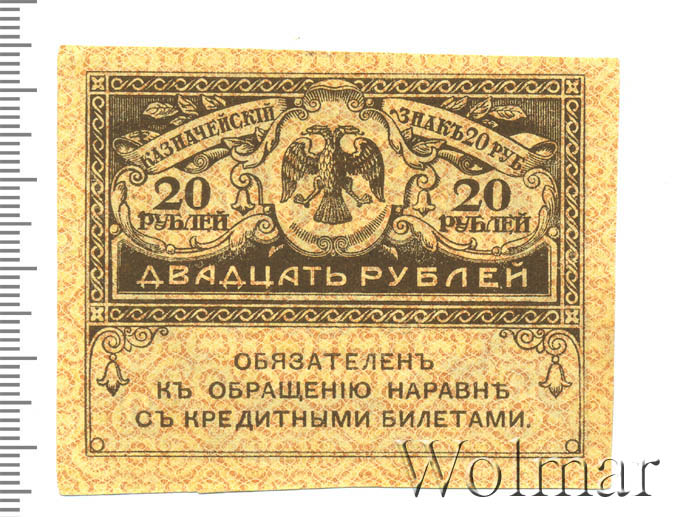 КАЗНАЧЕЙСКІЙ ЗНАКЪ 20 РУБ.
20 РУБЛЕЙ
20 РУБЛЕЙ
ДВАДЦАТЬ РУБЛЕЙ
ОБЯЗАТЕЛЕНЪ
КЪ ОБРАЩЕНІЮ НАРАВНѢ
СЪ КРЕДИТНЫМИ БИЛЕТАМИ.
Wolmar